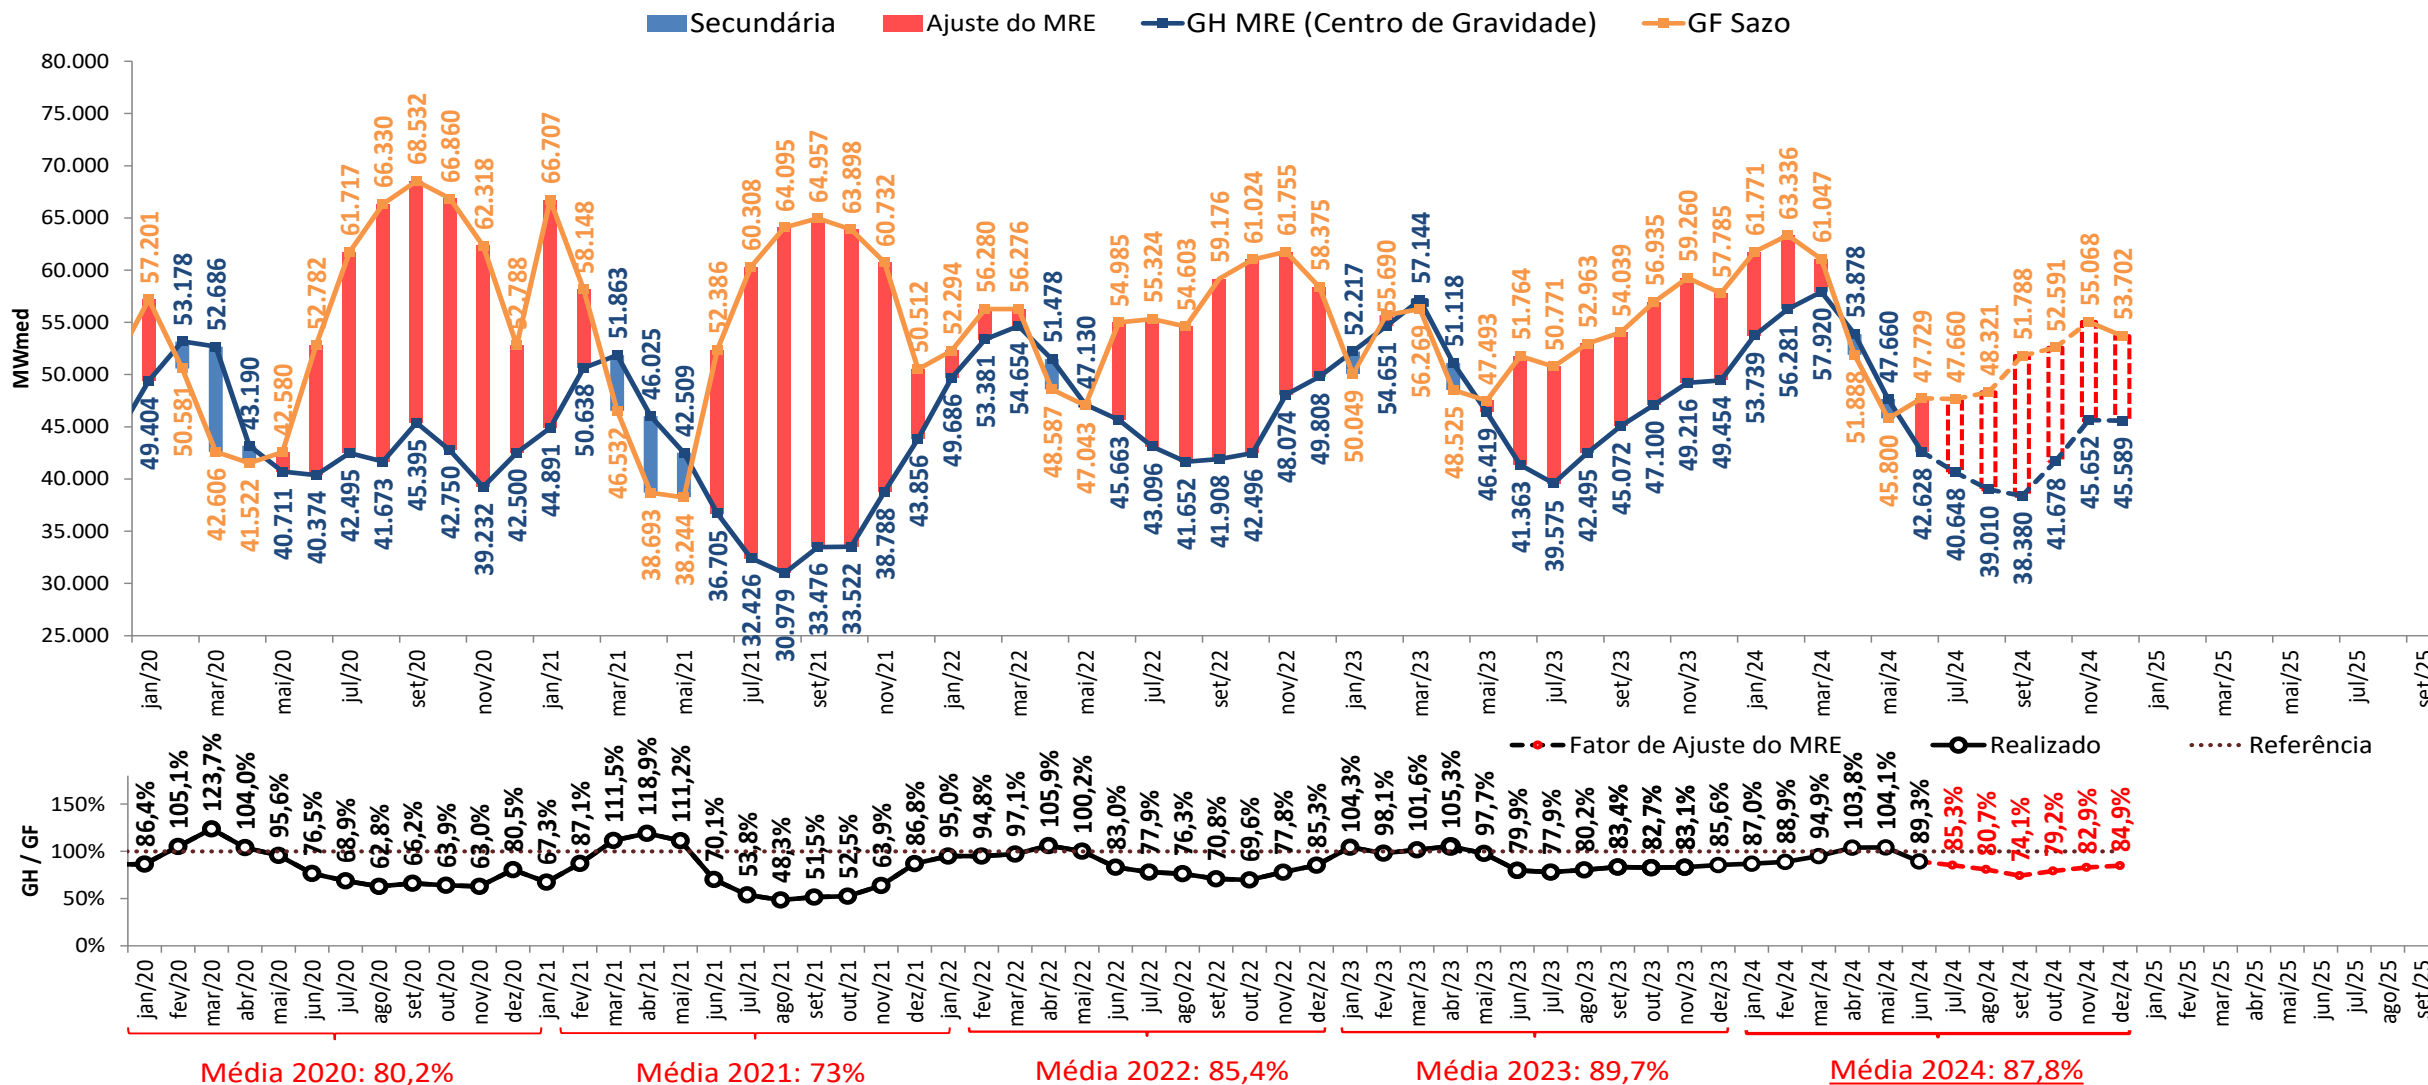 Secundária Ajuste do MRE GH MRE (Centro de Gravidade) GF Sazo
MWmed
80.000
75.000
70.000
65.000
60.000
55.000
50.000
45.000
40.000
35.000
30.000
25.000
57.201 50.581 42.606 41.522 42.580 52.782 61.717 66.330 68.532 66.860 62.318 52.788 66.707 58.148 46.532 38.693 38.244 52.386 60.308 64.095 64.957 63.898 60.732 50.512 52.294 56.280 56.276 48.587 47.043 54.985 55.324 54.603 59.176 61.024 61.755 58.375 50.049 55.690 56.269 48.525 47.493 51.764 50.771 52.963 54.039 56.935 59.260 57.785 61.771 63.336 61.047 51.888 45.800 47.729 47.660 48.321 51.788 52.591 55.068 53.702
49.404 53.178 52.686 43.190 40.711 40.374 42.495 41.673 45.395 42.750 39.232 42.500 44.891 50.638 51.863 46.025 42.509 36.705 32.426 30.979 33.476 33.522 38.788 43.856 49.686 53.381 54.654 51.478 47.130 45.663 43.096 41.652 41.908 42.496 48.074 49.808 52.217 54.651 57.144 51.118 46.419 41.363 39.575 42.495 45.072 47.100 49.216 49.454 53.739 56.281 57.920 53.878 47.660 42.628 40.648 39.010 38.380 41.678 45.652 45.589
jan/20 mar/20 mai/20 jul/20 set/20 nov/20 jan/21 mar/21 mai/21 jul/21 set/21 nov/21 jan/22 mar/22 mai/22 jul/22 set/22 nov/22 jan/23 mar/23 mai/23 jul/23 set/23 nov/23 jan/24 mar/24 mai/24 jul/24 set/24 nov/24 jan/25 mar/25 mai/25 jul/25 set/25
Fator de Ajuste do MRE Realizado Referência
GH / GF
150%
100%
50%
0%
86,4% 105,1% 123,7% 104,0% 95,6% 76,5% 68,9% 62,8% 66,2% 63,9% 63,0% 80,5% 67,3% 87,1% 111,5% 118,9% 111,2% 70,1% 53,8% 48,3% 51,5% 52,5% 63,9% 86,8% 95,0% 94,8% 97,1% 105,9% 100,2% 83,0% 77,9% 76,3% 70,8% 69,6% 77,8% 85,3% 104,3% 98,1% 101,6% 105,3% 97,7% 79,9% 77,9% 80,2% 83,4% 82,7% 83,1% 85,6% 87,0% 88,9% 94,9% 103,8% 104,1% 89,3% 85,3% 80,7% 74,1% 79,2% 82,9% 84,9%
jan/20 fev/20 mar/20 abr/20 mai/20 jun/20 jul/20 ago/20 set/20 out/20 nov/20 dez/20 jan/21 fev/21 mar/21 abr/21 mai/21 jun/21 jul/21 ago/21 set/21 out/21 nov/21 dez/21 jan/22 fev/22 mar/22 abr/22 mai/22 jun/22 jul/22 ago/22 set/22 out/22 nov/22 dez/22 jan/23 fev/23 mar/23 abr/23 mai/23 jun/23 jul/23 ago/23 set/23 out/23 nov/23 dez/23 jan/24 fev/24 mar/24 abr/24 mai/24 jun/24 jul/24 ago/24 set/24 out/24 nov/24 dez/24 jan/25 fev/25 mar/25 abr/25 mai/25 jun/25 jul/25 ago/25 set/25
Média 2020: 80,2% Média 2021: 73% Média 2022: 85,4% Média 2023: 89,7% Média 2024: 87,8%